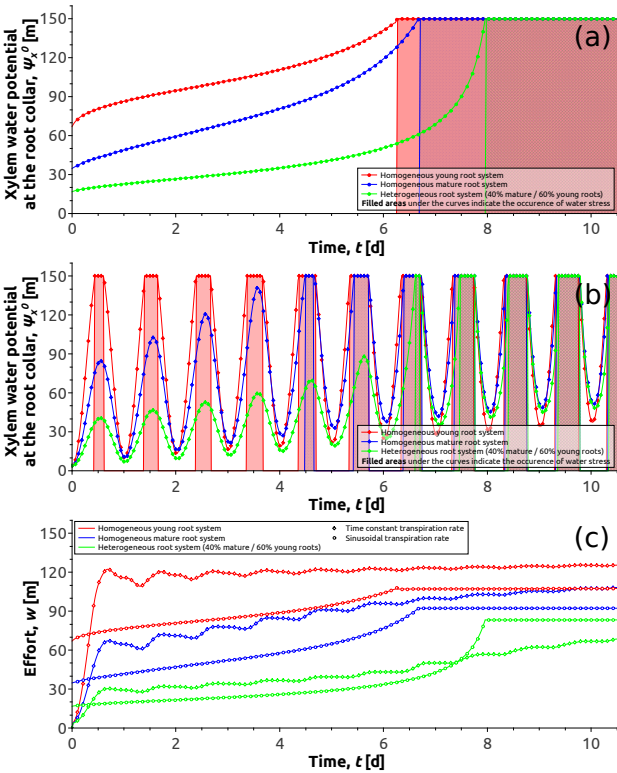 Xylem water potential
at the root collar, Ψₓ⁰ [m]
150
120
90
60
30
0
(a)
Homogeneous young root system
Homogeneous mature root system
Heterogeneous root system (40% mature / 60% young roots)
Filled areas under the curves indicate the occurence of water stress
0 2 4 6 8 10
Time, t [d]
Xylem water potential
at the root collar, Ψₓ⁰ [m]
150
120
90
60
30
0
(b)
Homogeneous young root system
Homogeneous mature root system
Heterogeneous root system (40% mature / 60% young roots)
Filled areas under the curves indicate the occurence of water stress
0 2 4 6 8 10
Time, t [d]
Effort, w [m]
150
120
90
60
30
0
(c)
Homogeneous young root system
Homogeneous mature root system
Heterogeneous root system (40% mature / 60% young roots)
Time constant transpiration rate
Sinusoidal transpiration rate
0 2 4 6 8 10
Time, t [d]